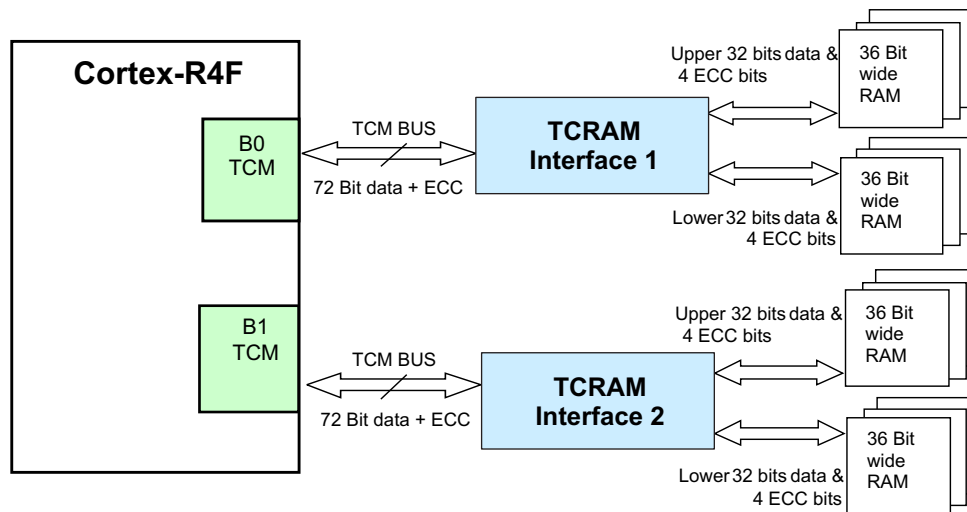 Cortex-R4F
B0
TCM
TCM BUS
72 Bit data + ECC
TCRAM
Interface 1
Upper 32 bits data &
4 ECC bits
36 Bit
wide
RAM
36 Bit
wide
RAM
Lower 32 bits data &
4 ECC bits
B1
TCM
TCM BUS
72 Bit data + ECC
TCRAM
Interface 2
Upper 32 bits data &
4 ECC bits
36 Bit
wide
RAM
36 Bit
wide
RAM
Lower 32 bits data &
4 ECC bits